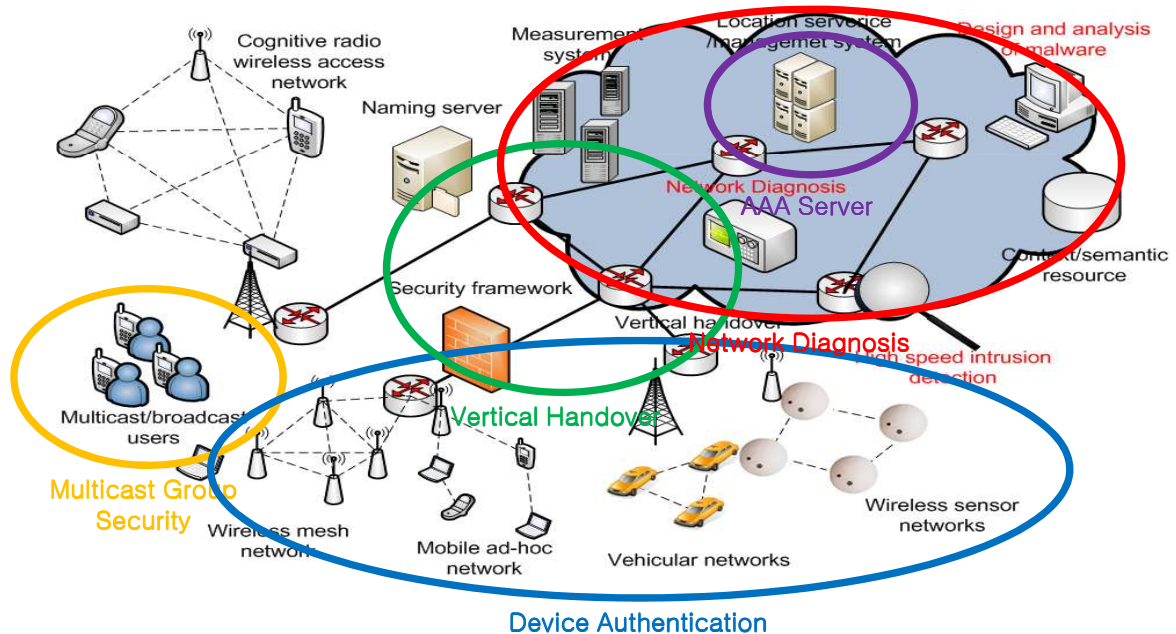 Cognitive radio
wireless access
network
Measurement
system
Location serverice
/managemet system
Design and analysis
of malware
Naming server
Network Diagnosis
AAA Server
Context/semantic
resource
Security framework
Vertical handover
Network Diagnosis
High speed intrusion
detection
Multicast/broadcast
users
Vertical Handover
Multicast Group
Security
Wireless mesh
network
Mobile ad-hoc
network
Vehicular networks
Wireless sensor
networks
Device Authentication